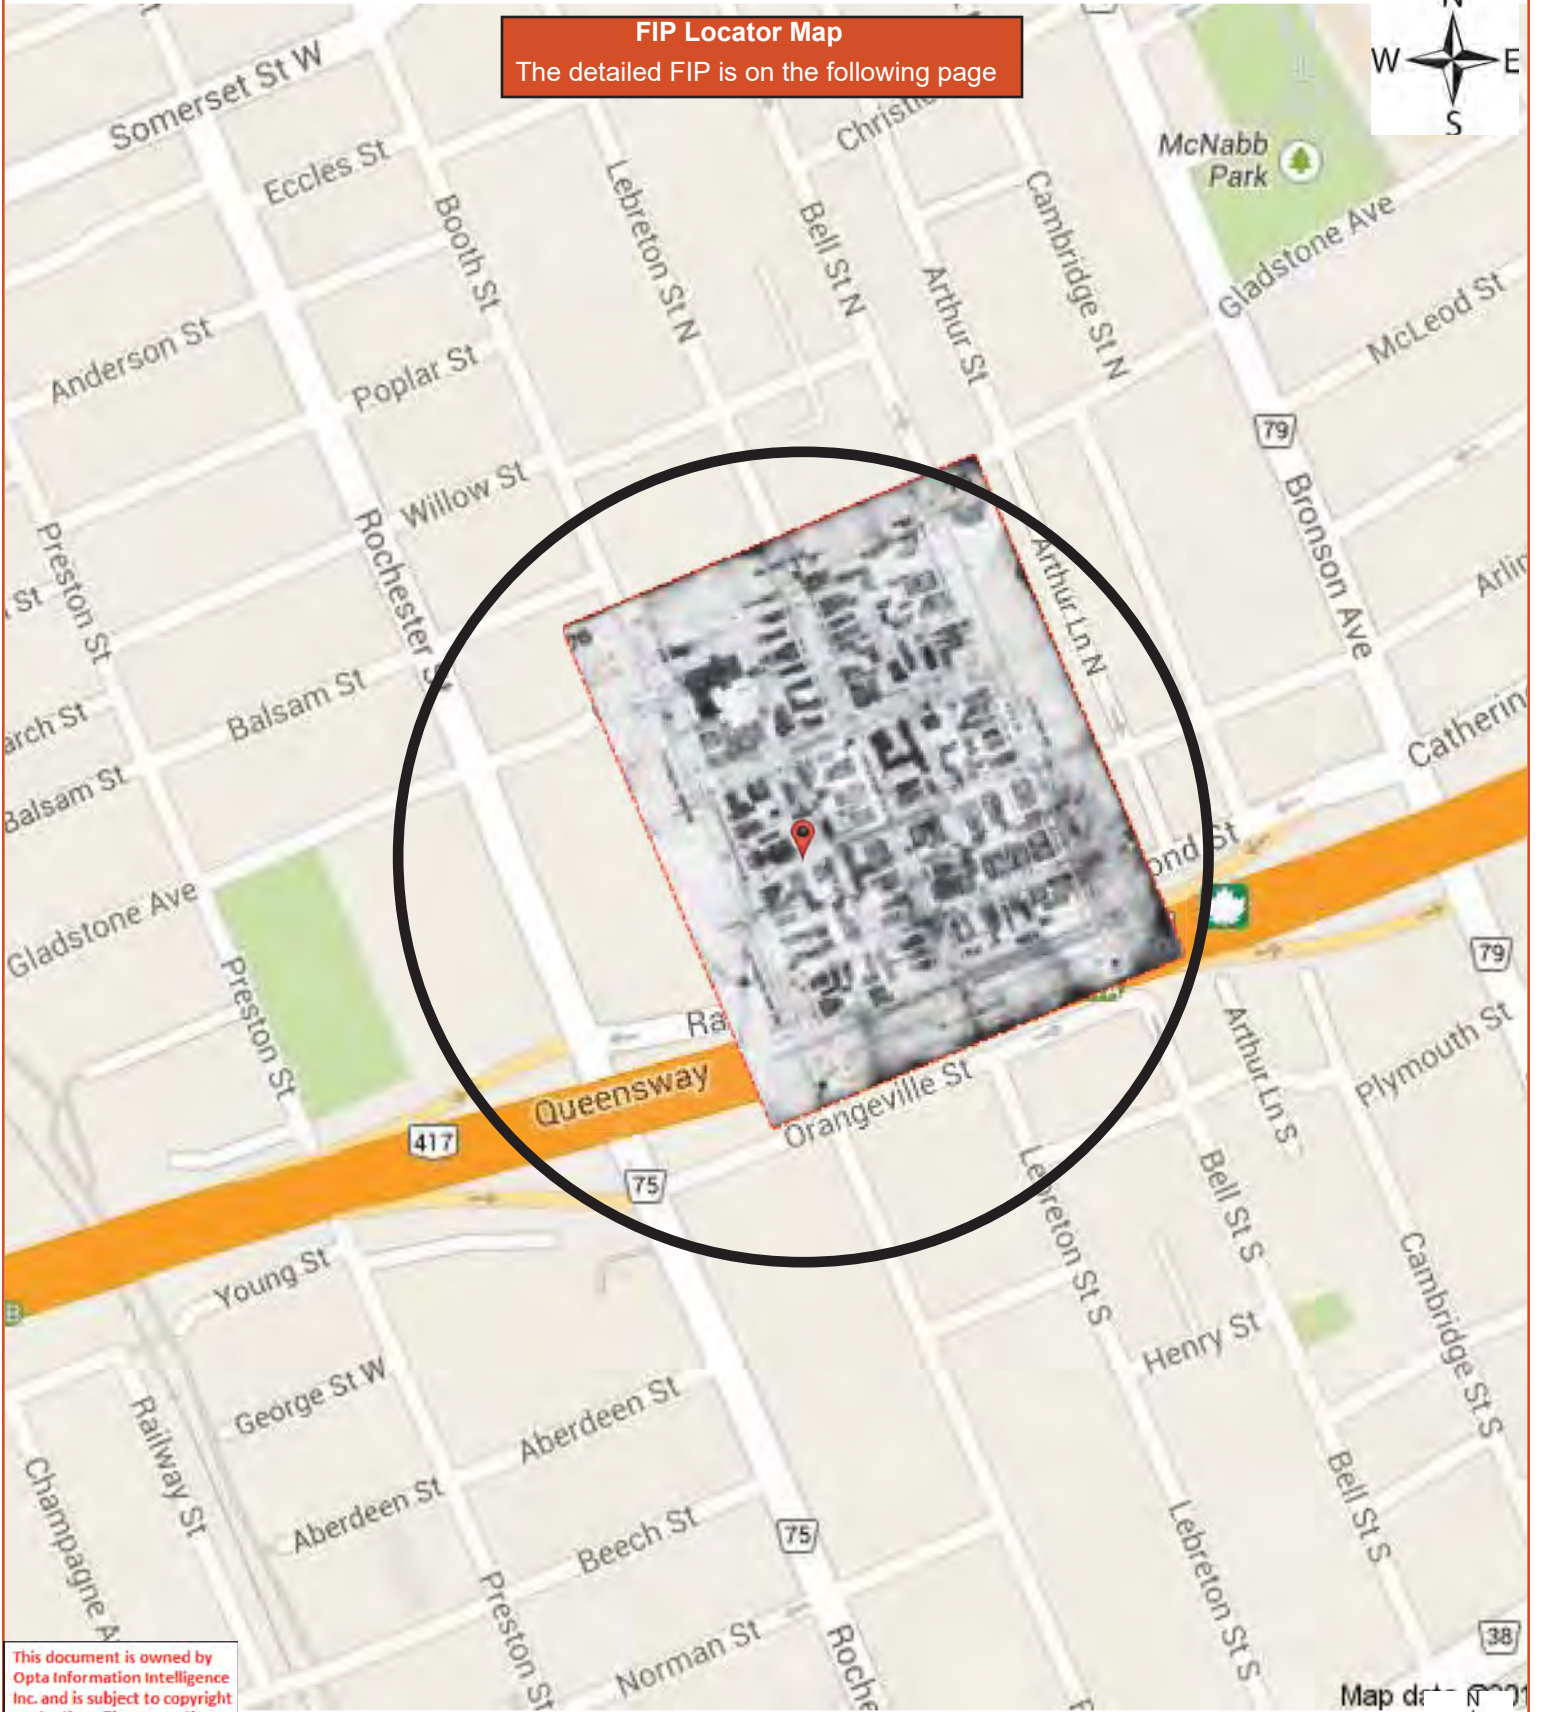 FIP Locator Map
The detailed FIP is on the following page
N
W
E
S
Somerset St W
Eccles St
Booth St
Lebreton St N
Bell St N
Arthur St
Cambridge St N
McNabb
Park
Gladstone Ave
McLeod St
Anderson St
Poplar St
Willow St
79
Bronson Ave
Preston St
Rochester S
St
Arthur Ln N
Arlin
Balsam St
arch St
Balsam St
Catherin
ond St
Gladstone Ave
Preston St
79
Ra
Queensway
417
Orangeville St
Arthur Ln S
Plymouth St
75
Lebreton St S
Bell St S
Young St
Cambridge St S
Henry St
George St W
Railway St
Aberdeen St
Champagne A
Aberdeen St
Beech St
75
Bell St S
Lebreton St S
Preston St
Norman St
Roche
38
This document is owned by
Opta Information Intelligence
Inc. and is subject to copyright
Map dat
N